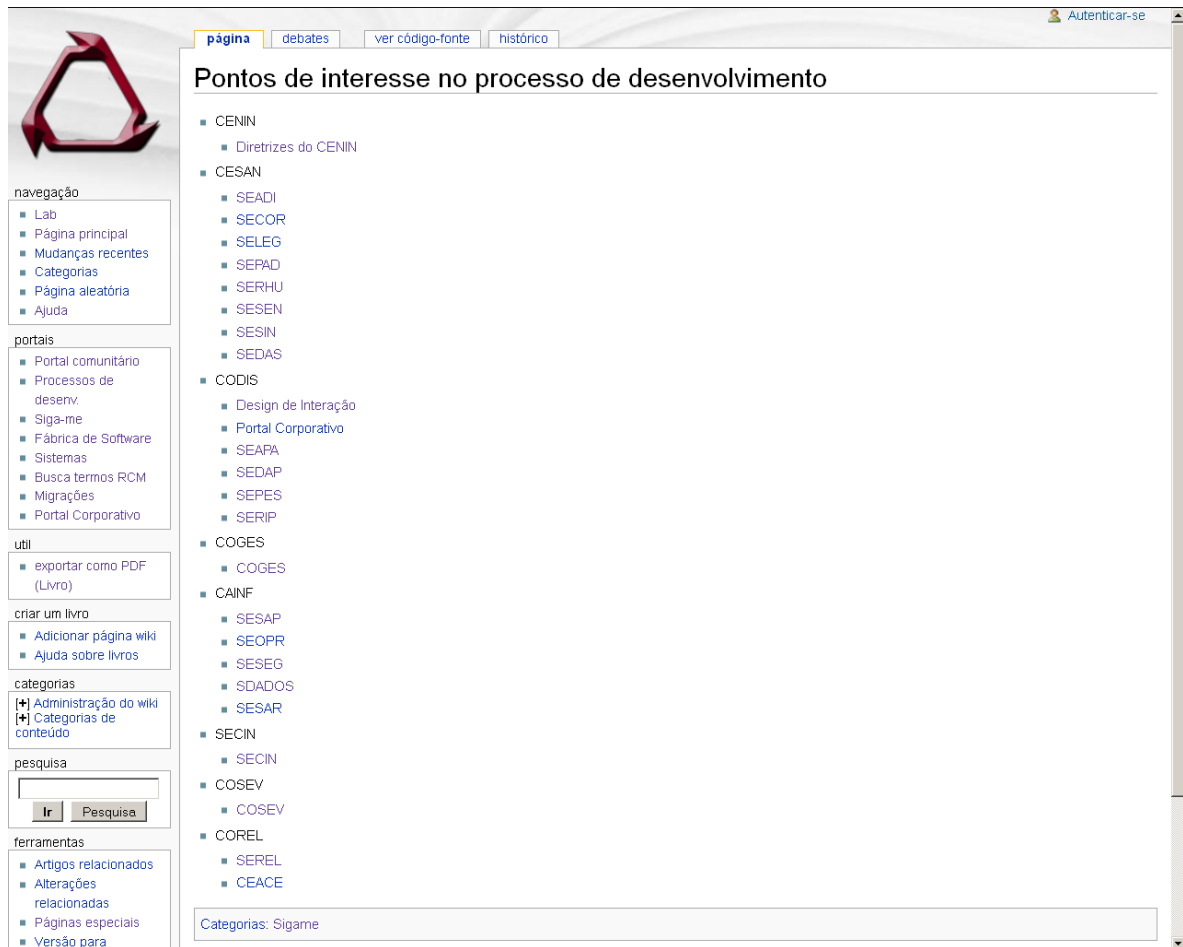 Autenticar-se
página
debates
ver código-fonte
histórico
Pontos de interesse no processo de desenvolvimento
CENIN
Diretrizes do CENIN
CESAN
SEADI
SECOR
SELEG
SEPAD
SERHU
SESEN
SESIN
SEDAS
CODIS
Design de Interação
Portal Corporativo
SEAPA
SEDAP
SEPES
SERIP
COGES
COGES
CAINF
SESAP
SEOPR
SESEG
SDADOS
SESAR
SECIN
SECIN
COSEV
COSEV
COREL
SEREL
CEACE
Categorias: Sigame
navegação
Lab
Página principal
Mudanças recentes
Categorias
Página aleatória
Ajuda
portais
Portal comunitário
Processos de
desenv.
Siga-me
Fábrica de Software
Sistemas
Busca termos RCM
Migrações
Portal Corporativo
util
exportar como PDF
(Livro)
criar um livro
Adicionar página wiki
Ajuda sobre livros
categorias
[+] Administração do wiki
[+] Categorias de
conteúdo
pesquisa
Ir Pesquisa
ferramentas
Artigos relacionados
Alterações
relacionadas
Páginas especiais
Versão para